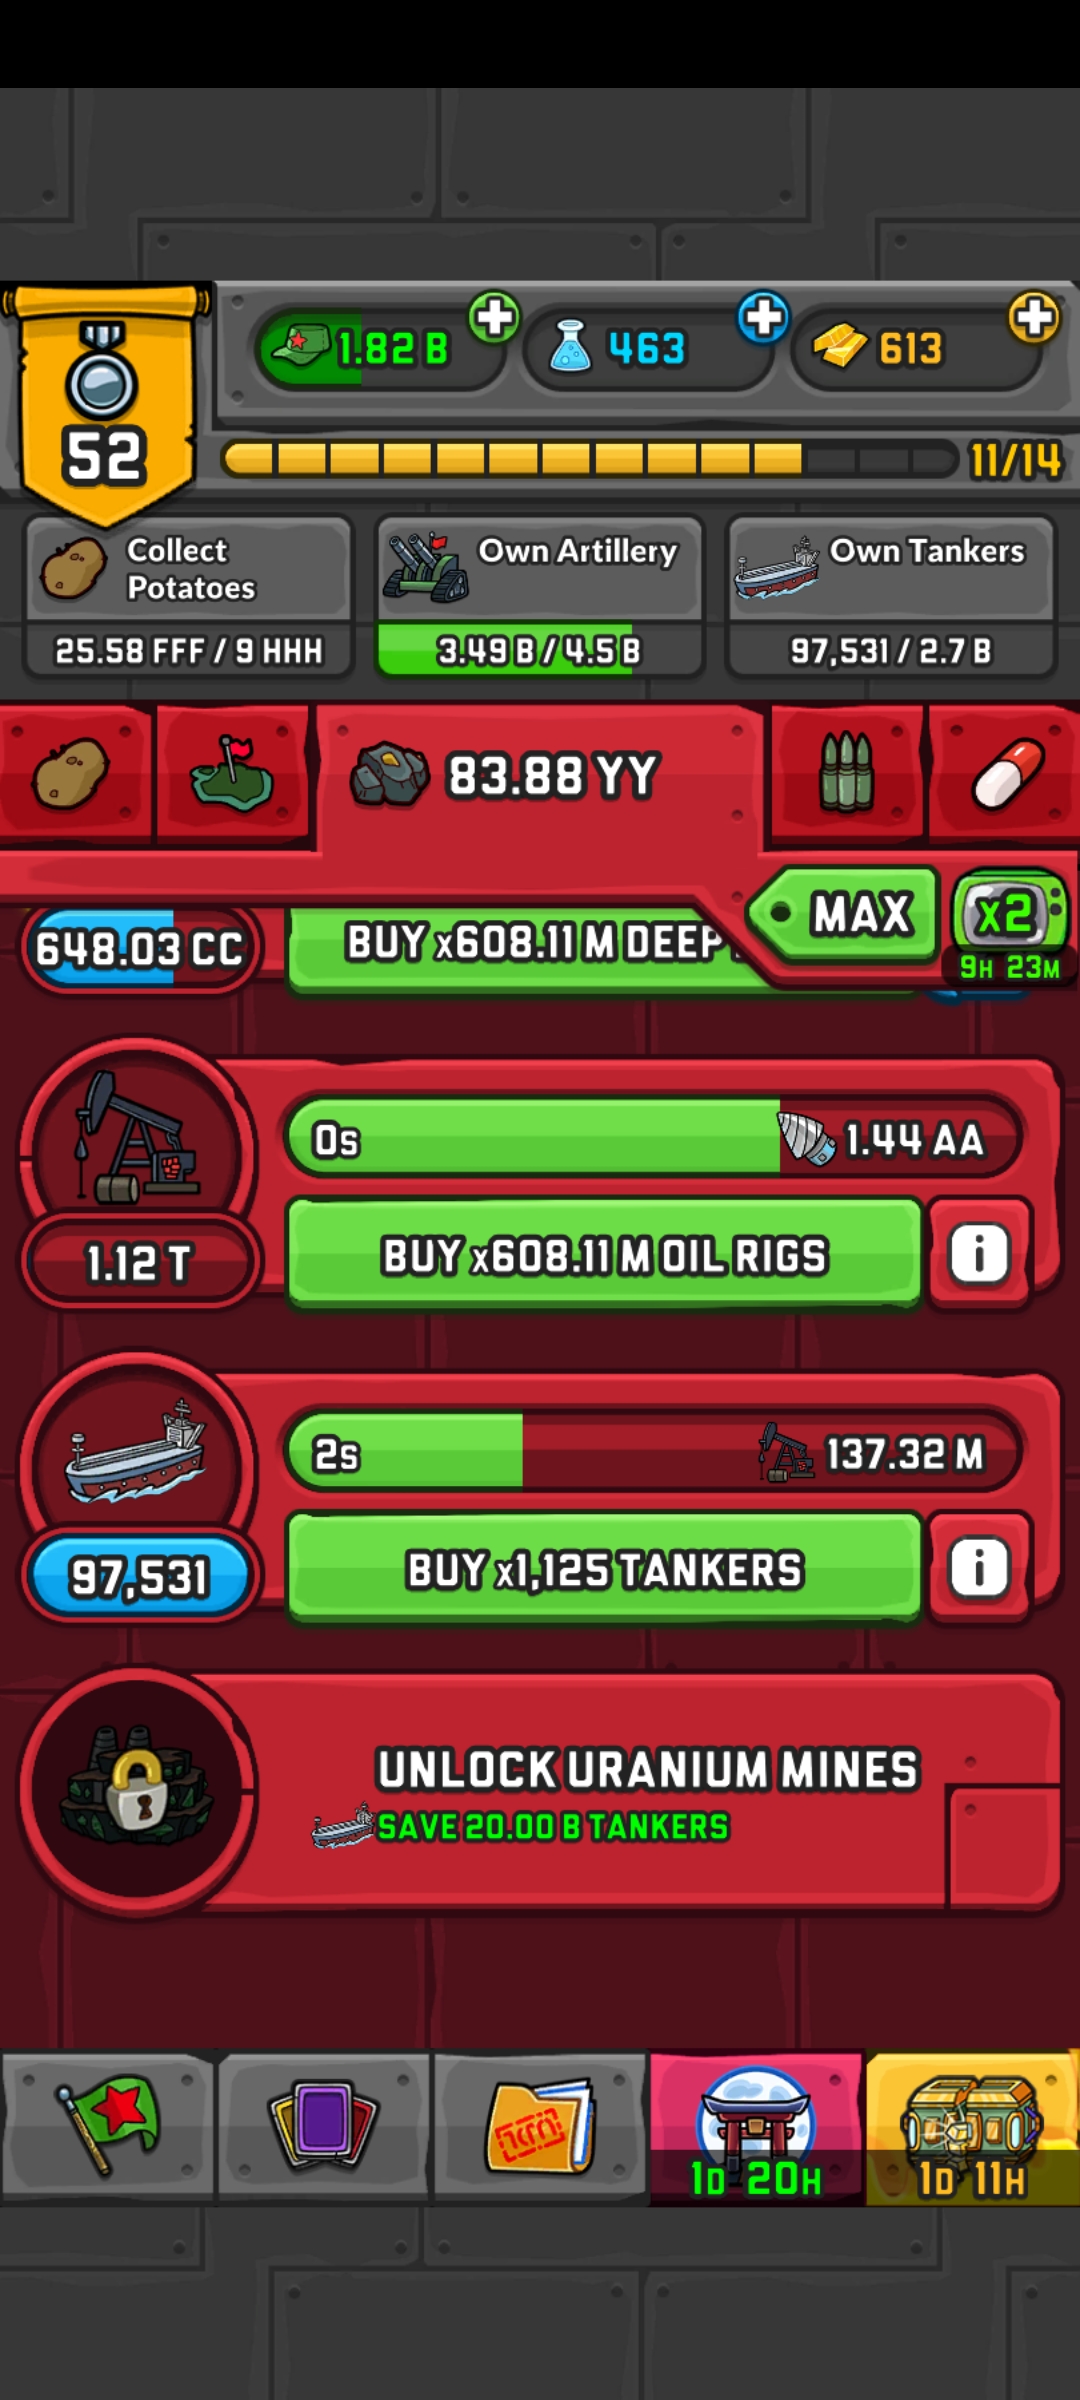 1.82 B
463
613
52
11/14
Collect
Potatoes
25.58 FFF / 9 HHH
Own Artillery
3.49 B / 4.5 B
Own Tankers
97,531 / 2.7 B
83.88 YY
MAX
x2
9H 23M
648.03 CC
BUY x608.11 M DEEP
0s
1.44 AA
1.12 T
BUY x608.11 M OIL RIGS
i
2s
137.32 M
97,531
BUY x1,125 TANKERS
i
UNLOCK URANIUM MINES
SAVE 20.00 B TANKERS
1D 20H
1D 11H